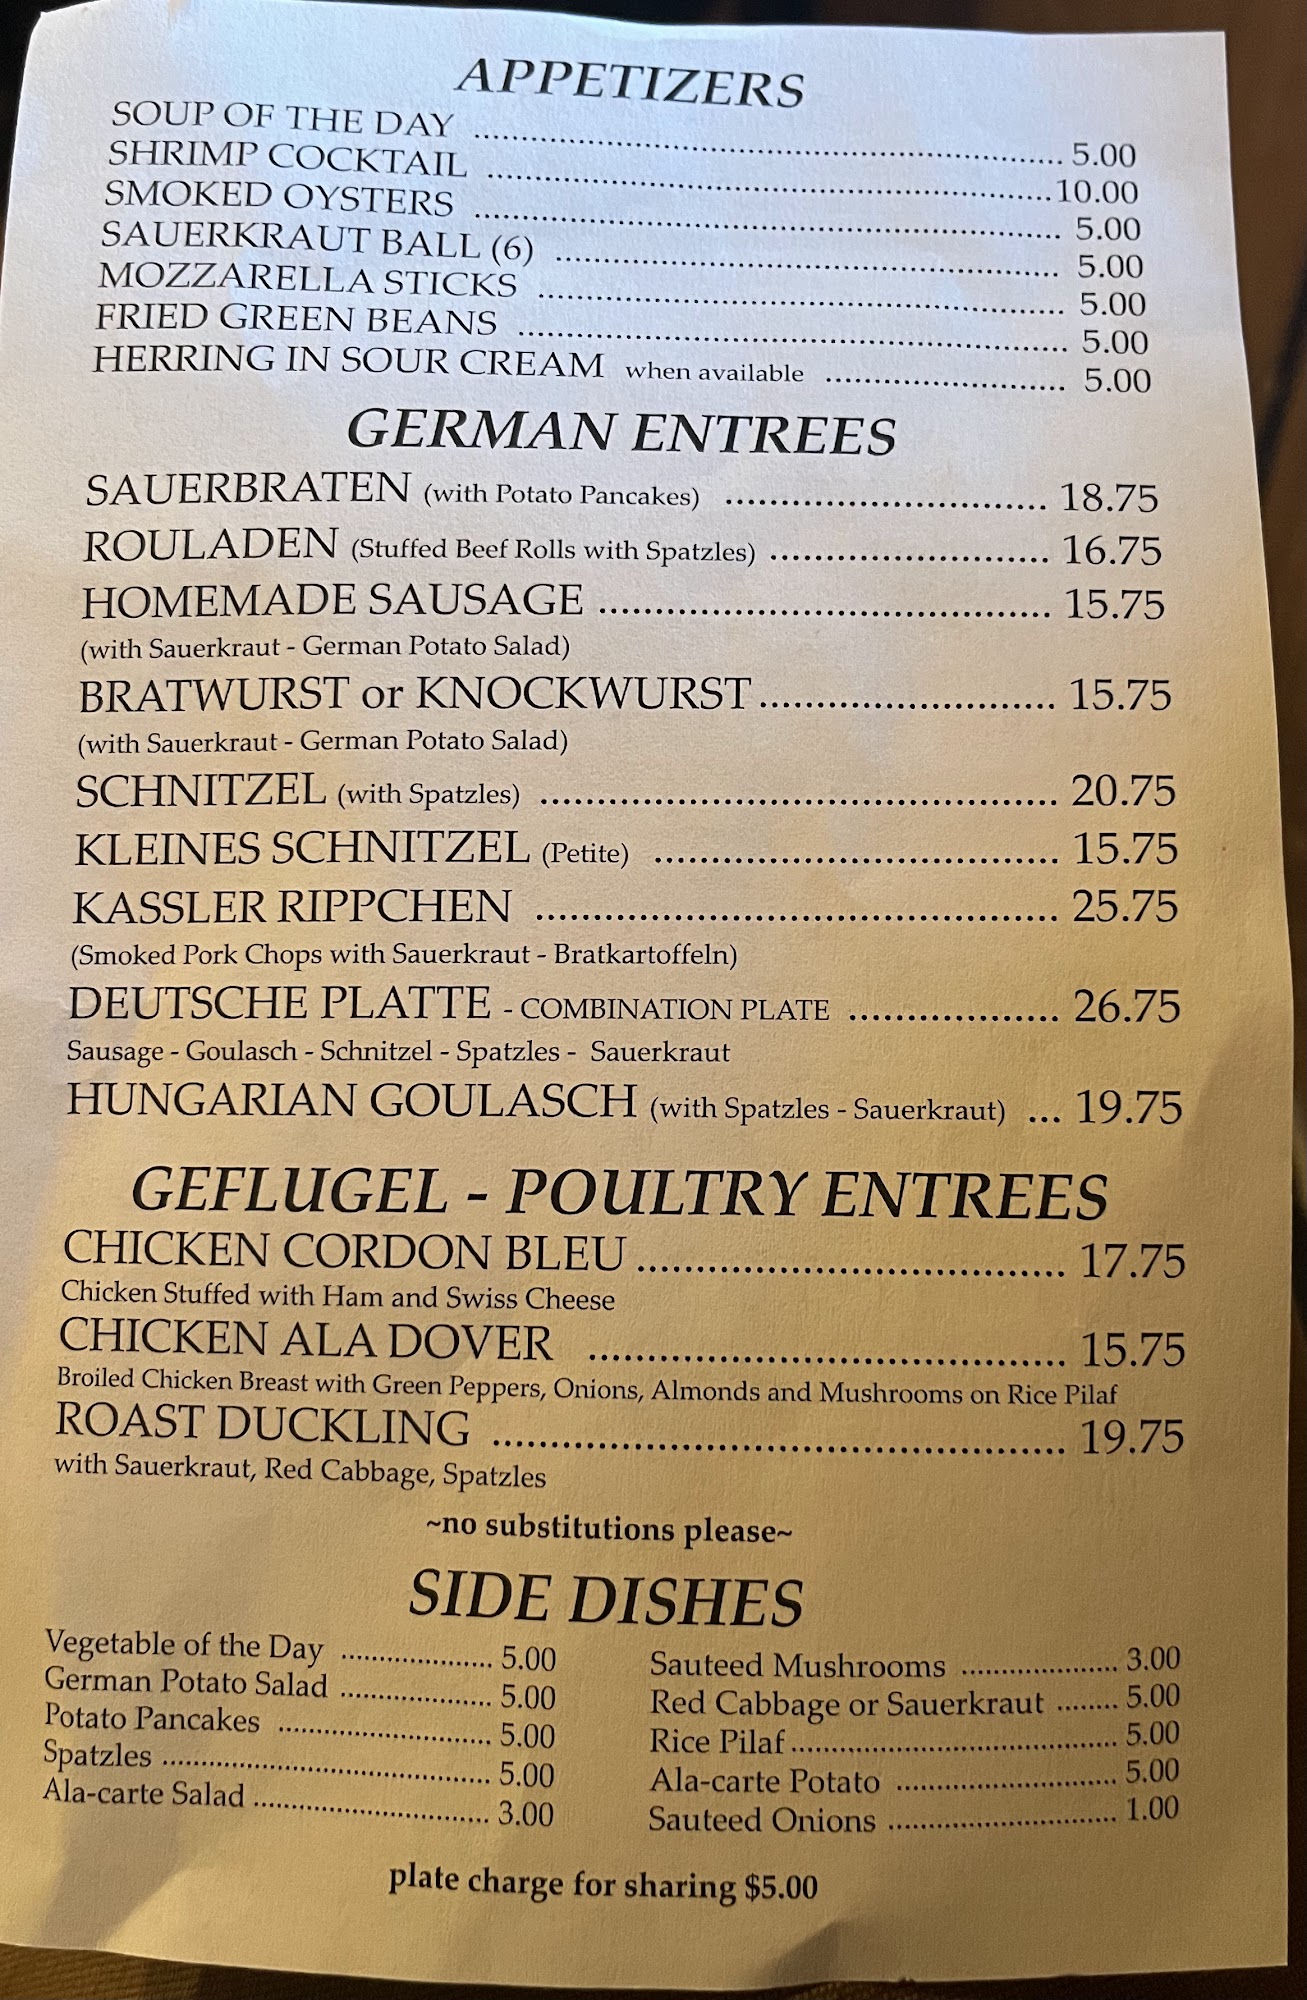 APPETIZERS
SOUP OF THE DAY ........ 5.00
SHRIMP COCKTAIL ........ 10.00
SMOKED OYSTERS ........ 5.00
SAUERKRAUT BALL (6) ........ 5.00
MOZZARELLA STICKS ........ 5.00
FRIED GREEN BEANS ........ 5.00
HERRING IN SOUR CREAM when available ........ 5.00
GERMAN ENTREES
SAUERBRATEN (with Potato Pancakes) ........ 18.75
ROULADEN (Stuffed Beef Rolls with Spatzles) ........ 16.75
HOMEMADE SAUSAGE ........ 15.75
(with Sauerkraut - German Potato Salad)
BRATWURST or KNOCKWURST ........ 15.75
(with Sauerkraut - German Potato Salad)
SCHNITZEL (with Spatzles) ........ 20.75
KLEINES SCHNITZEL (Petite) ........ 15.75
KASSLER RIPPCHEN ........ 25.75
(Smoked Pork Chops with Sauerkraut - Bratkartoffeln)
DEUTSCHE PLATTE - COMBINATION PLATE ........ 26.75
Sausage - Goulasch - Schnitzel - Spatzles - Sauerkraut
HUNGARIAN GOULASCH (with Spatzles - Sauerkraut) ... 19.75
GEFLUGEL - POULTRY ENTREES
CHICKEN CORDON BLEU ........ 17.75
Chicken Stuffed with Ham and Swiss Cheese
CHICKEN ALA DOVER ........ 15.75
Broiled Chicken Breast with Green Peppers, Onions, Almonds and Mushrooms on Rice Pilaf
ROAST DUCKLING ........ 19.75
with Sauerkraut, Red Cabbage, Spatzles
~no substitutions please~
SIDE DISHES
Vegetable of the Day ........ 5.00
German Potato Salad ........ 5.00
Potato Pancakes ........ 5.00
Spatzles ........ 5.00
Ala-carte Salad ........ 3.00
Sauteed Mushrooms ........ 3.00
Red Cabbage or Sauerkraut ........ 5.00
Rice Pilaf ........ 5.00
Ala-carte Potato ........ 5.00
Sauteed Onions ........ 1.00
plate charge for sharing $5.00